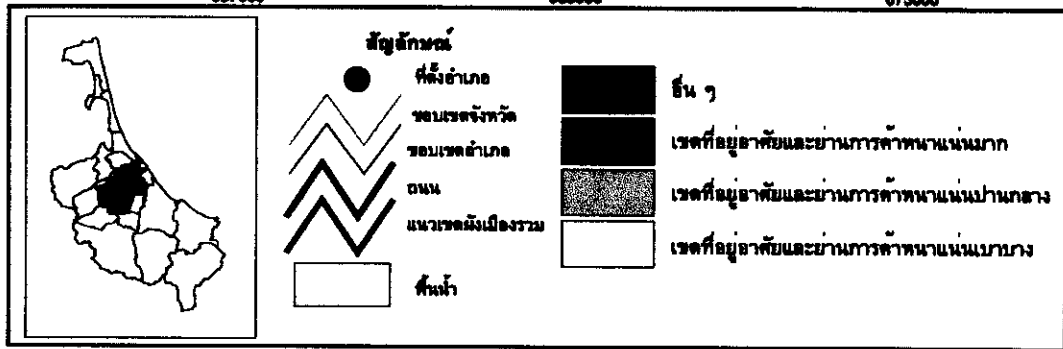 สัญลักษณ์
ที่ตั้งอำเภอ
ขอบเขตจังหวัด
ขอบเขตอำเภอ
ถนน
แนวเขตผังเมืองรวม
พื้นน้ำ
อื่น ๆ
เขตที่อยู่อาศัยและย่านการค้าหนาแน่นมาก
เขตที่อยู่อาศัยและย่านการค้าหนาแน่นปานกลาง
เขตที่อยู่อาศัยและย่านการค้าหนาแน่นเบาบาง